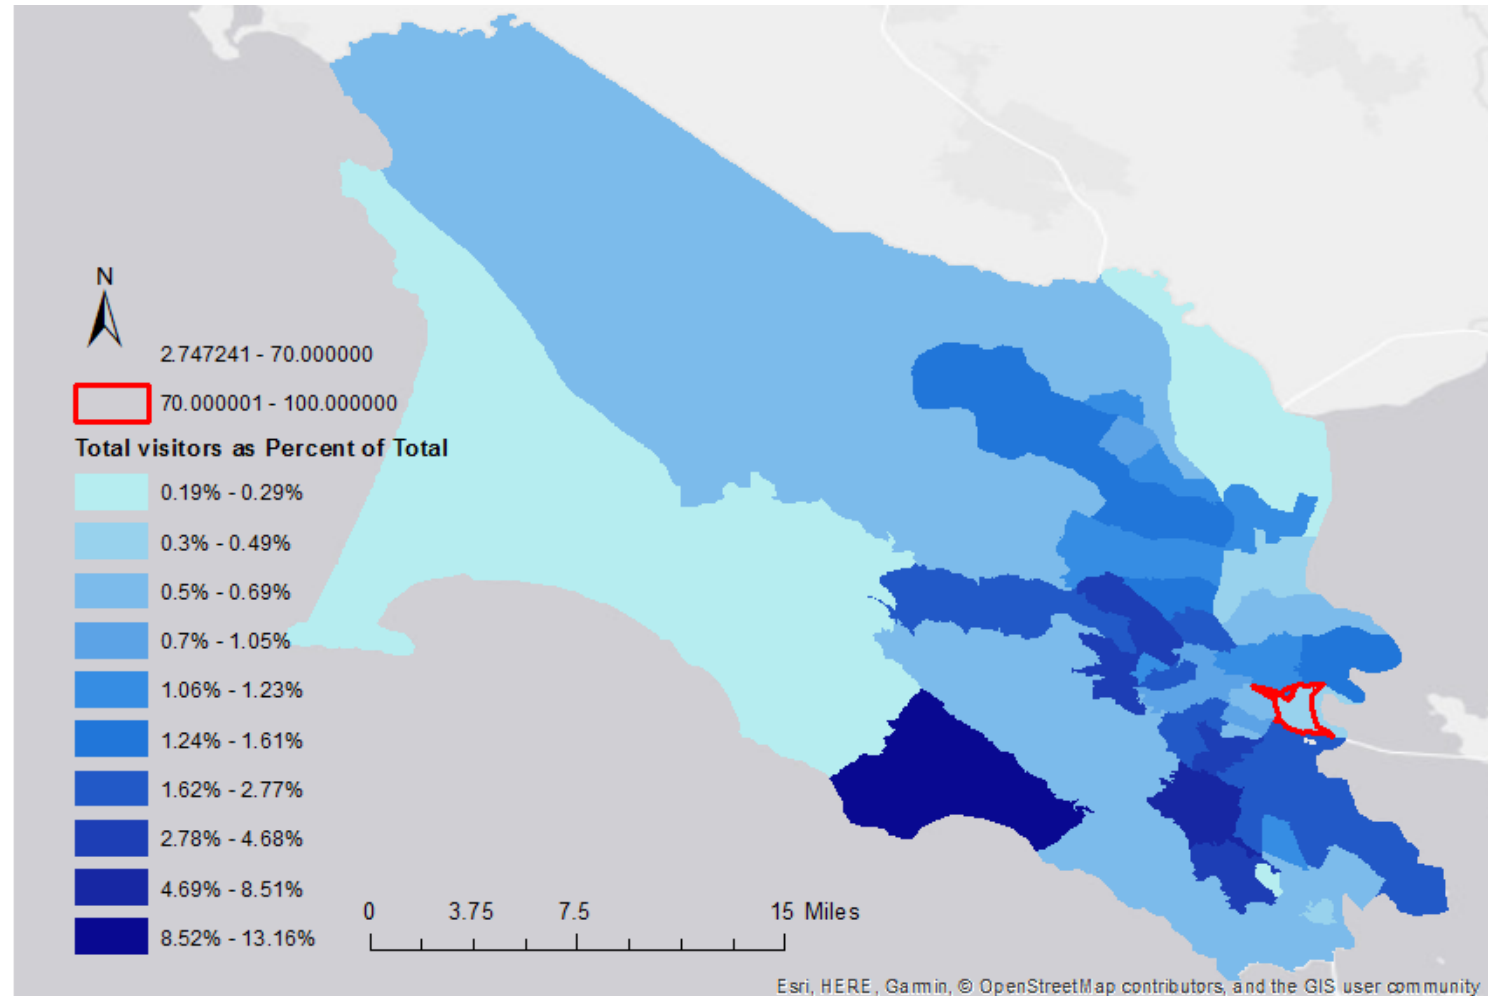 N
2.747241 - 70.000000
70.000001 - 100.000000
Total visitors as Percent of Total
0.19% - 0.29%
0.3% - 0.49%
0.5% - 0.69%
0.7% - 1.05%
1.06% - 1.23%
1.24% - 1.61%
1.62% - 2.77%
2.78% - 4.68%
4.69% - 8.51%
8.52% - 13.16%
0 3.75 7.5 15 Miles
Esri, HERE, Garmin, © OpenStreetMap contributors, and the GIS user community